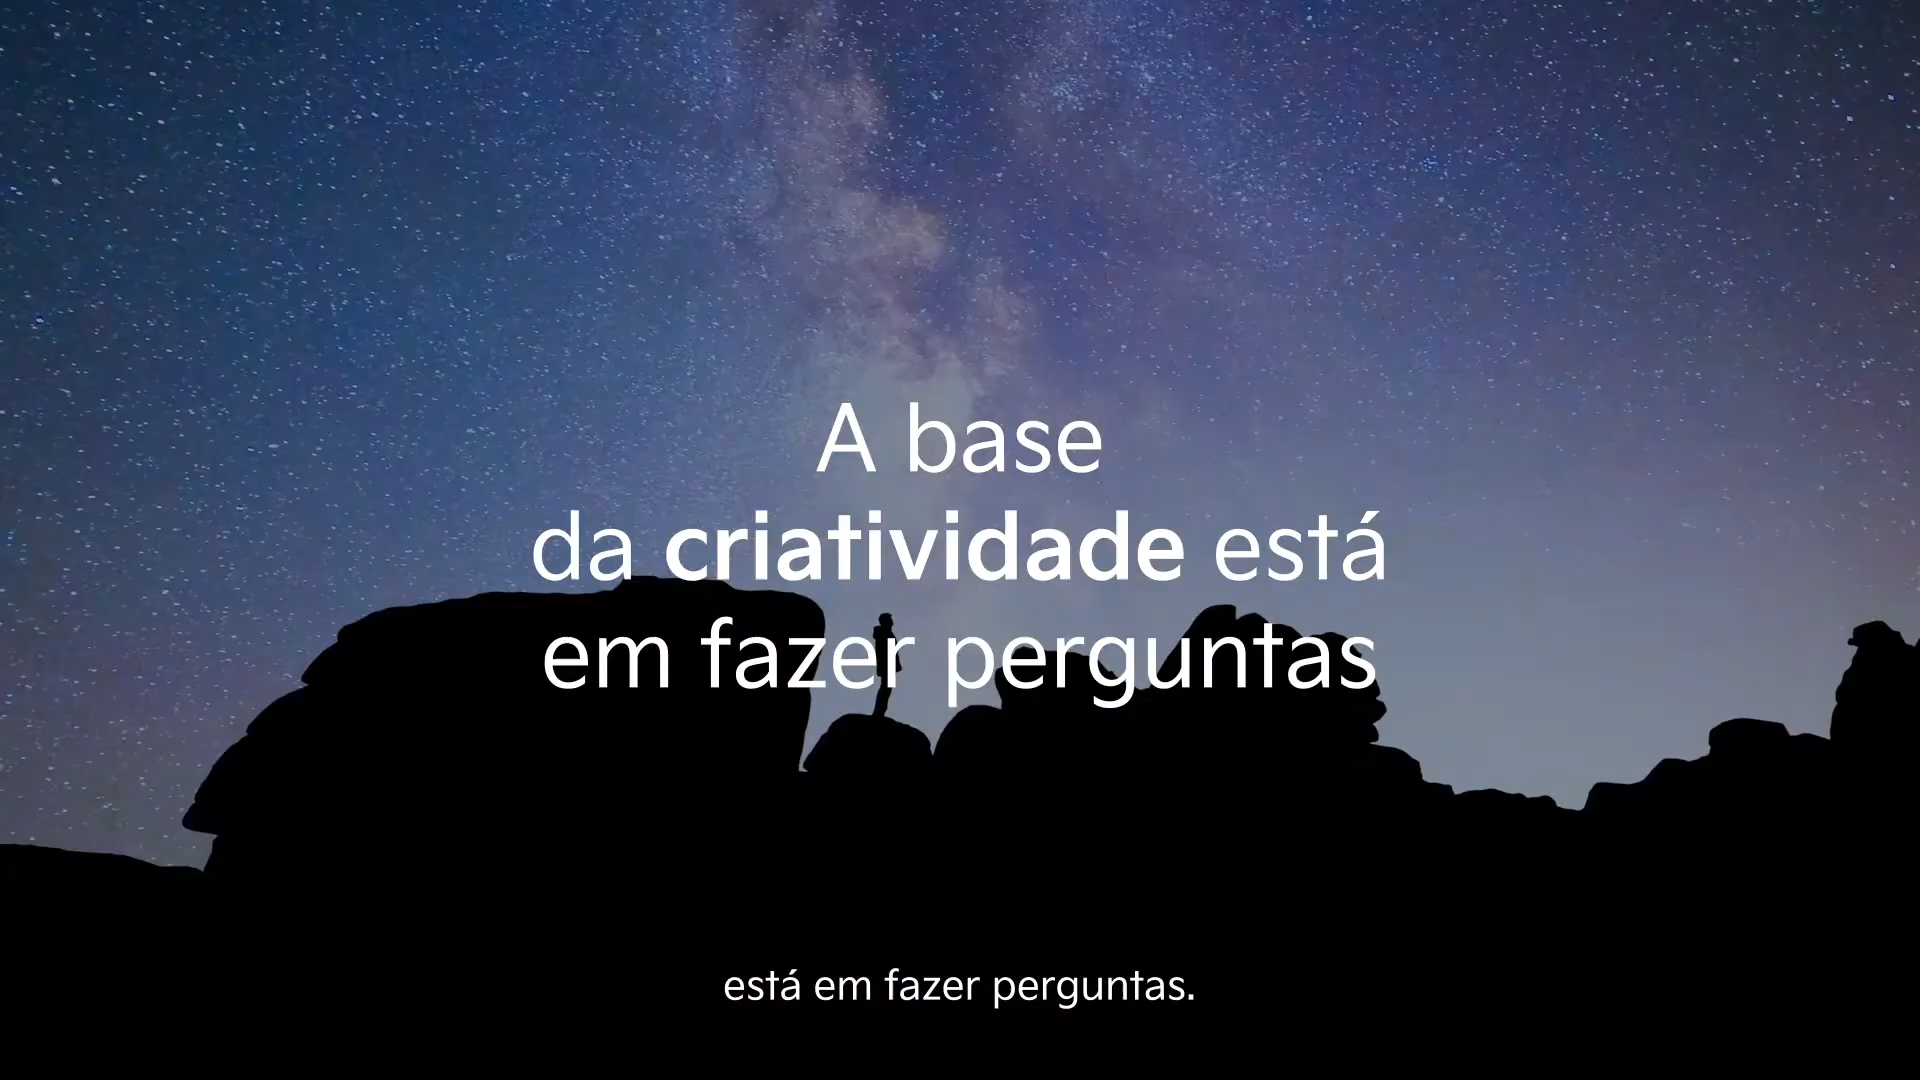 A base
da criatividade está
em fazer perguntas
está em fazer perguntas.